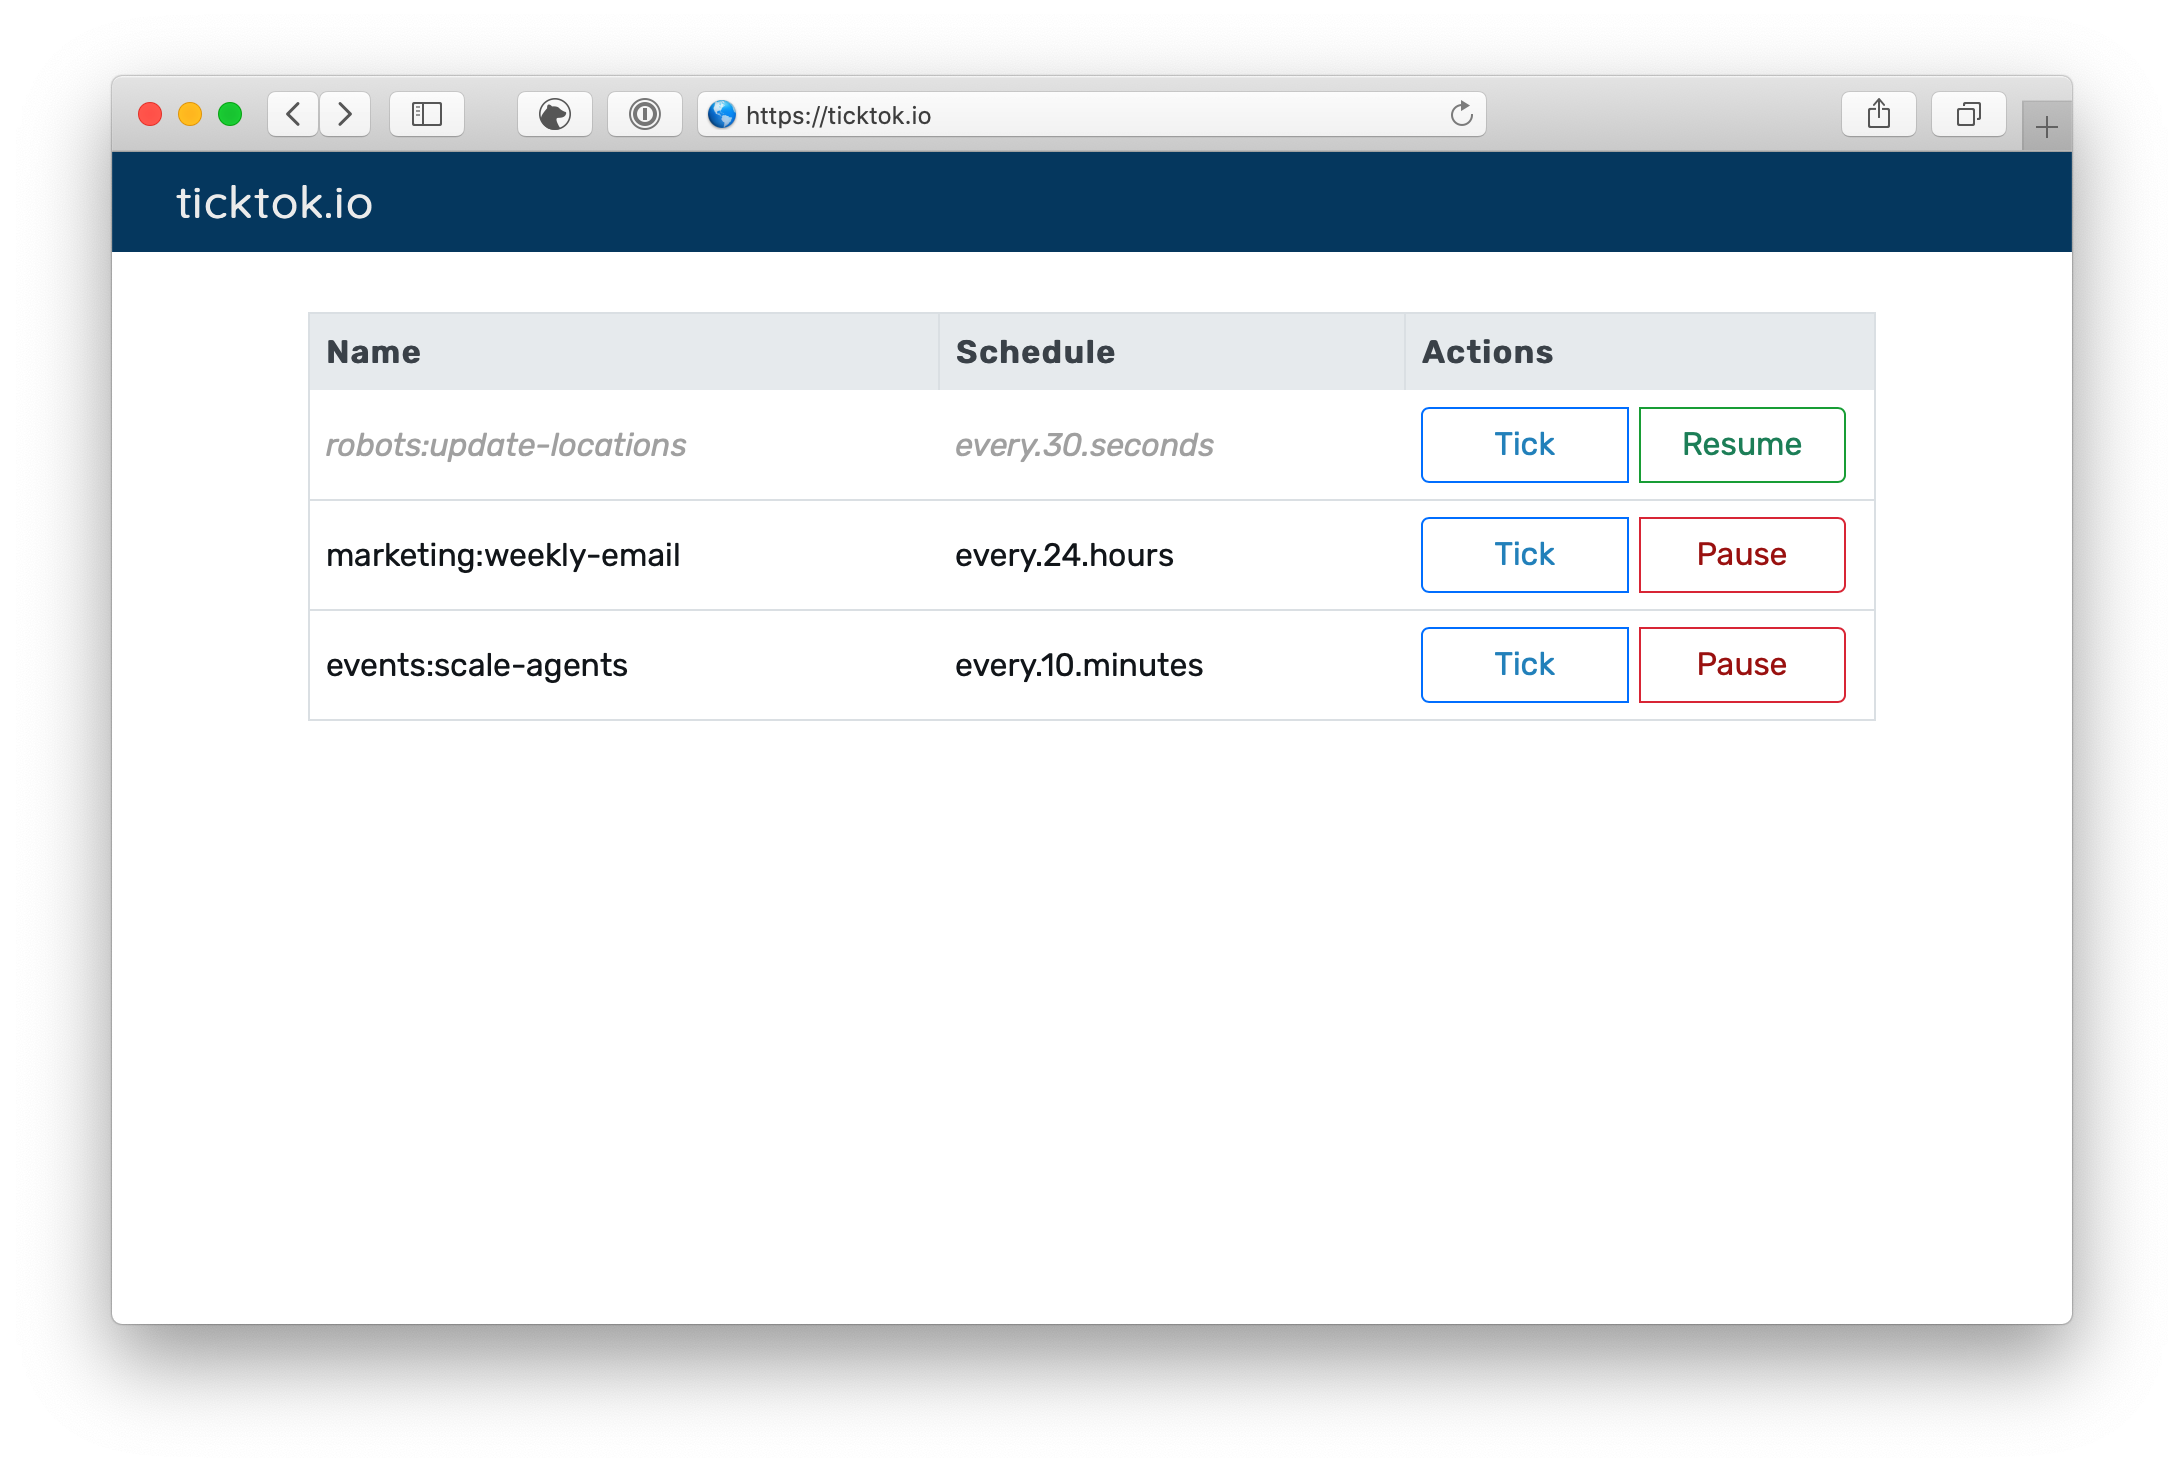 https://ticktok.io
ticktok.io
Name Schedule Actions
robots:update-locations every.30.seconds Tick Resume
marketing:weekly-email every.24.hours Tick Pause
events:scale-agents every.10.minutes Tick Pause